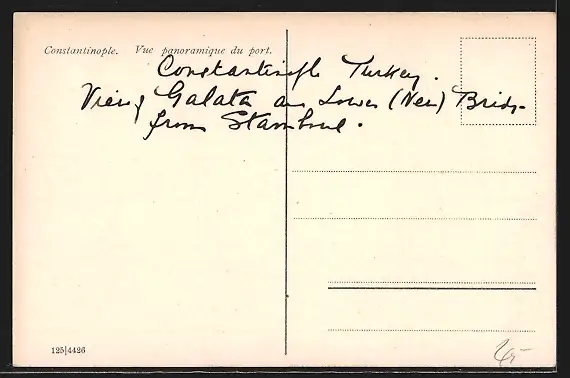 Constantinople. Vue panoramique du port.
Constantinople Turkey.
View of Galata and Lower (New) Bridge
from Stamboul.
125|4426